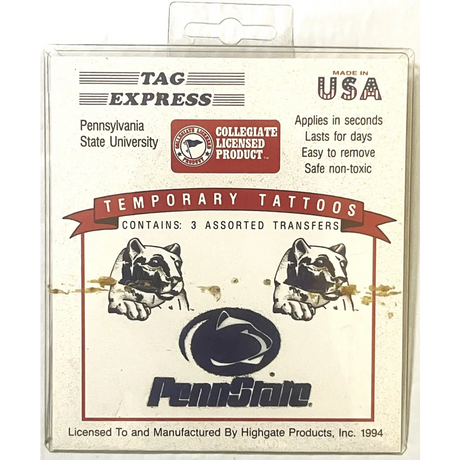 TAG
EXPRESS
MADE IN
USA
Pennsylvania
State University
COLLEGIATE
LICENSED
PRODUCT
Applies in seconds
Lasts for days
Easy to remove
Safe non-toxic
TEMPORARY TATTOOS
CONTAINS: 3 ASSORTED TRANSFERS
PennState
Licensed To and Manufactured By Highgate Products, Inc. 1994